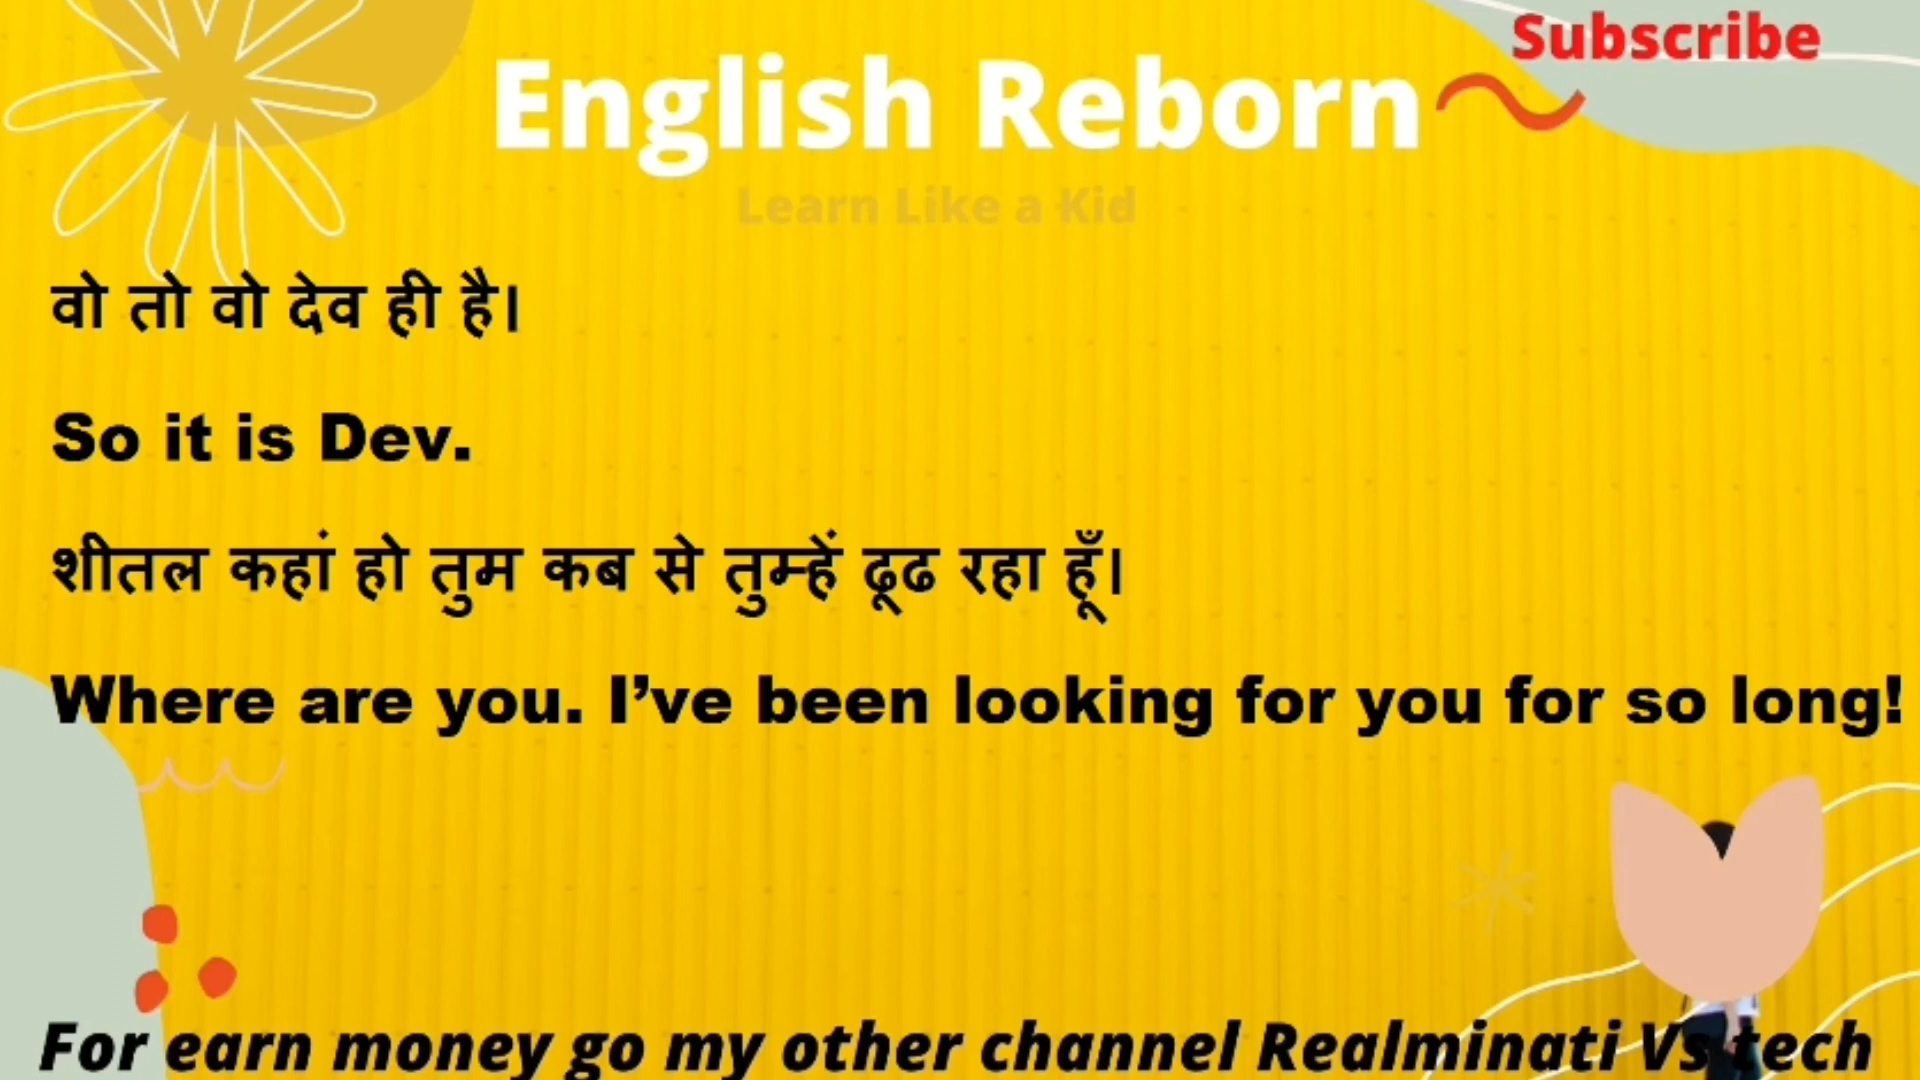 Subscribe
English Reborn
Learn Like a Kid
वो तो वो देव ही है।
So it is Dev.
शीतल कहां हो तुम कब से तुम्हें ढूढ रहा हूँ।
Where are you. I’ve been looking for you for so long!
For earn money go my other channel Realminati Vs tech